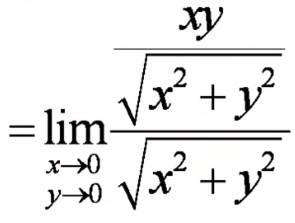 = lim x→0 y→0 (xy / √(x² + y²)) / √(x² + y²)